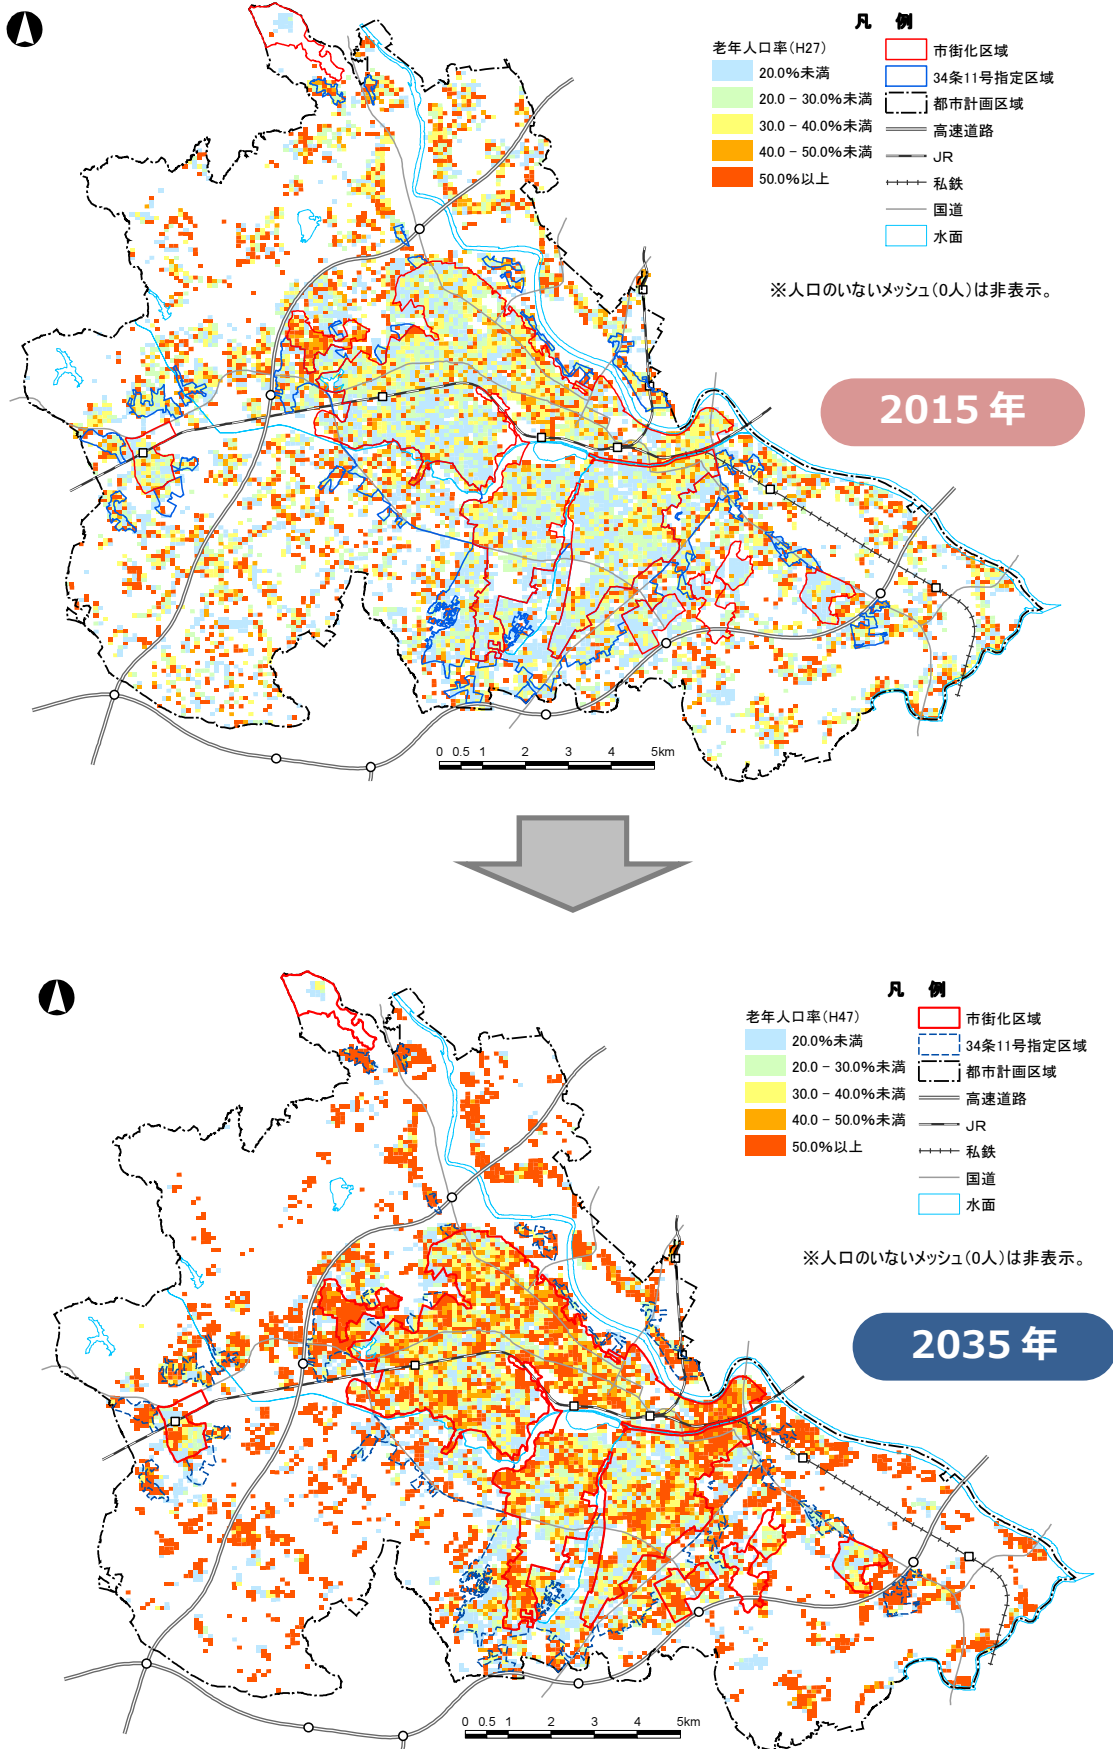 凡 例
老年人口率(H27)
20.0%未満
20.0 - 30.0%未満
30.0 - 40.0%未満
40.0 - 50.0%未満
50.0%以上
市街化区域
34条11号指定区域
都市計画区域
高速道路
JR
私鉄
国道
水面
※人口のいないメッシュ(0人)は非表示。
2015 年
0 0.5 1 2 3 4 5km
凡 例
老年人口率(H47)
20.0%未満
20.0 - 30.0%未満
30.0 - 40.0%未満
40.0 - 50.0%未満
50.0%以上
市街化区域
34条11号指定区域
都市計画区域
高速道路
JR
私鉄
国道
水面
※人口のいないメッシュ(0人)は非表示。
2035 年
0 0.5 1 2 3 4 5km